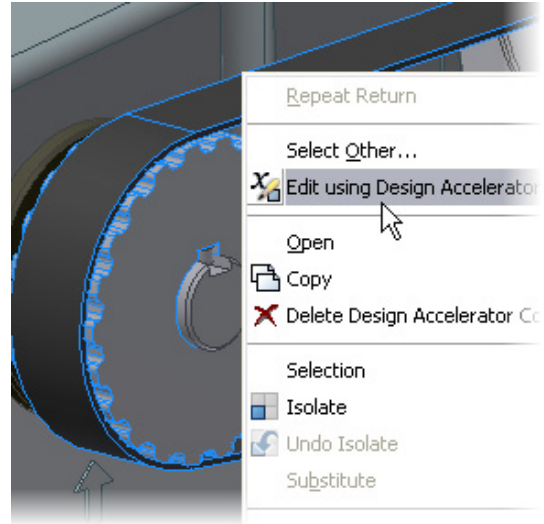 Repeat Return
Select Other...
Edit using Design Accelerator
Open
Copy
Delete Design Accelerator
Selection
Isolate
Undo Isolate
Substitute